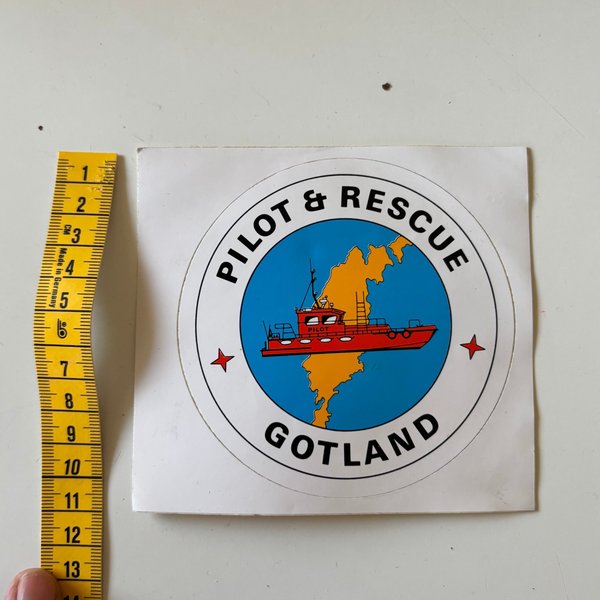 PILOT & RESCUE
PILOT
GOTLAND
1
2
CM
3
Made in Germany
4
5
7
8
9
10
11
12
13